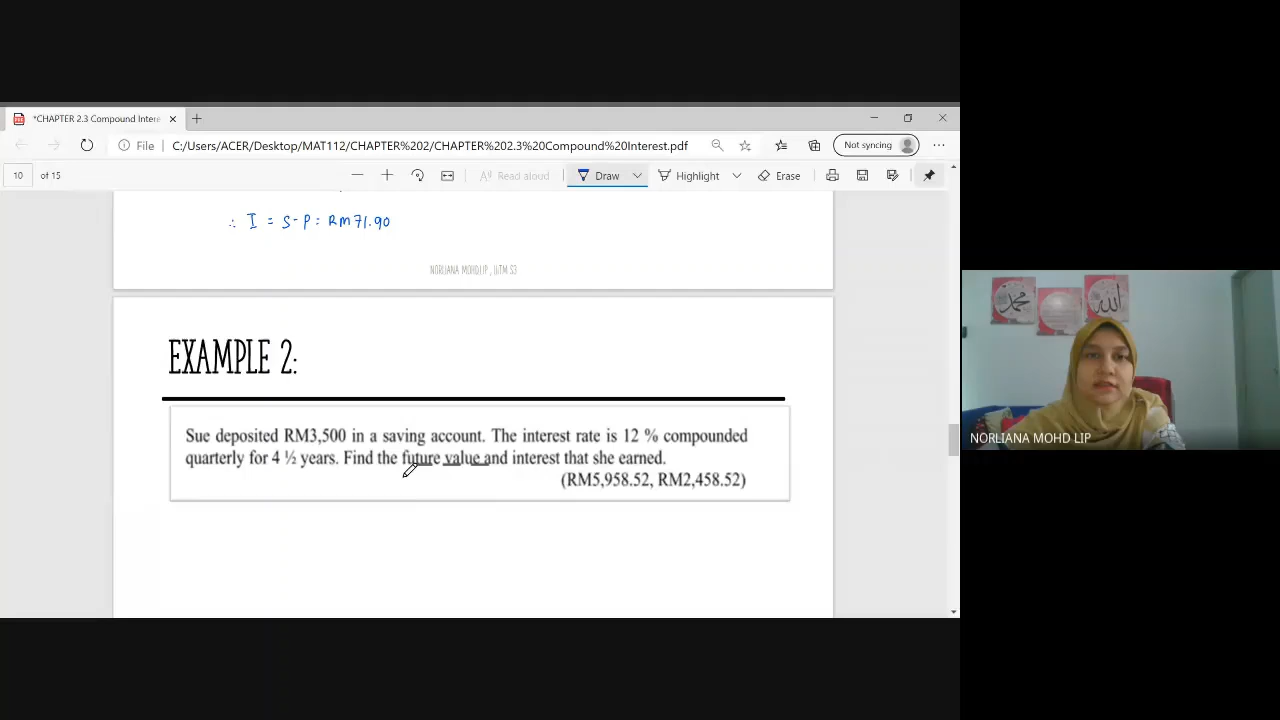 *CHAPTER 2.3 Compound Intere
File
C:/Users/ACER/Desktop/MAT112/CHAPTER%202/CHAPTER%202.3%20Compound%20Interest.pdf
Not syncing
10 of 15
Read aloud
Draw
Highlight
Erase
∴ I = S-P = RM71.90
NORLIANA MOHD LIP , UiTM S3
EXAMPLE 2:
Sue deposited RM3,500 in a saving account. The interest rate is 12 % compounded
quarterly for 4 ½ years. Find the future value and interest that she earned.
(RM5,958.52, RM2,458.52)
محمد
الله
NORLIANA MOHD LIP